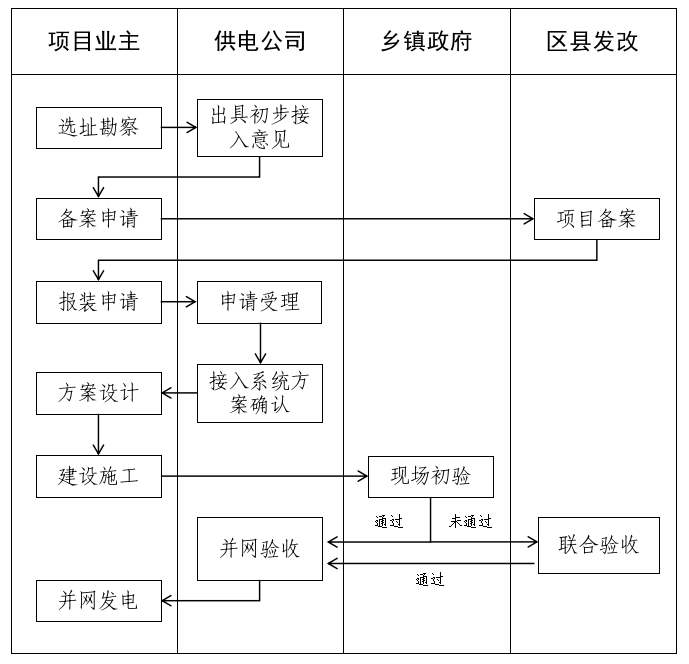 项目业主
供电公司
乡镇政府
区县发改
选址勘察
出具初步接
入意见
备案申请
项目备案
报装申请
申请受理
方案设计
接入系统方
案确认
建设施工
现场初验
通过
未通过
并网验收
联合验收
通过
并网发电